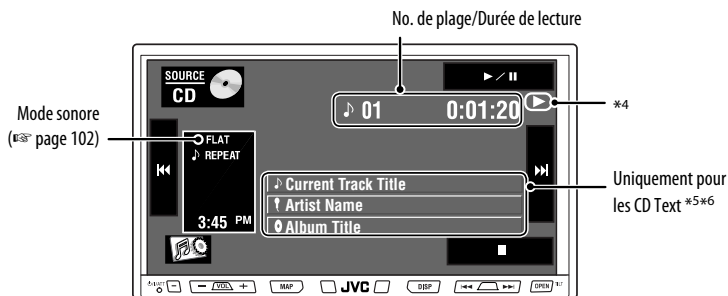 No. de plage/Durée de lecture
SOURCE
CD
01 0:01:20
*4
Mode sonore
(☞ page 102)
FLAT
REPEAT
Current Track Title
Artist Name
Album Title
Uniquement pour
les CD Text *5*6
3:45 PM
VOL
MAP
JVC
DISP
OPEN
TILT